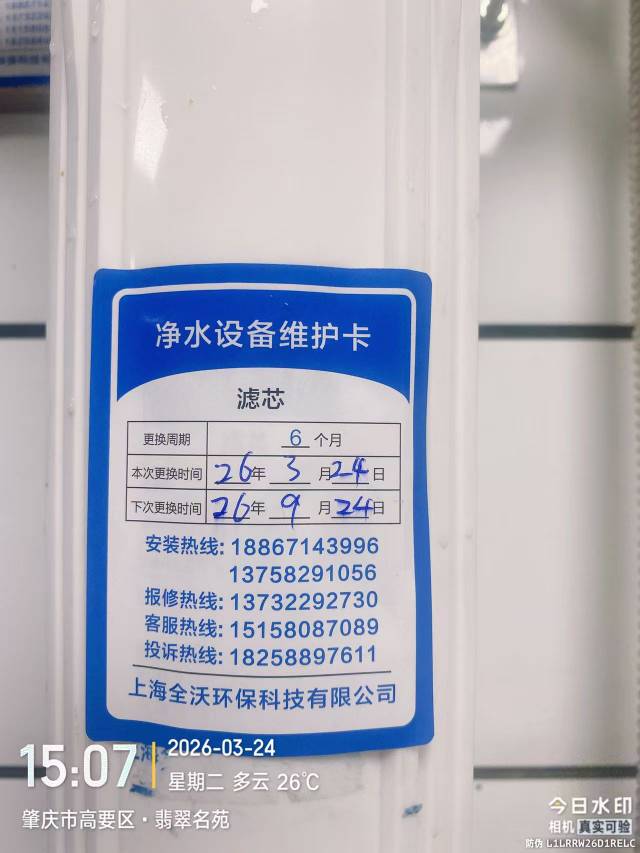 净水设备维护卡
滤芯
更换周期 6 个月
本次更换时间 26年 3 月 24日
下次更换时间 26年 9 月 24日
安装热线: 18867143996
13758291056
报修热线: 13732292730
客服热线: 15158087089
投诉热线: 18258897611
上海全沃环保科技有限公司
15:07
2026-03-24
星期二 多云 26℃
肇庆市高要区·翡翠名苑
今日水印
相机 真实可验
防伪 L1LRRW26D1RELC